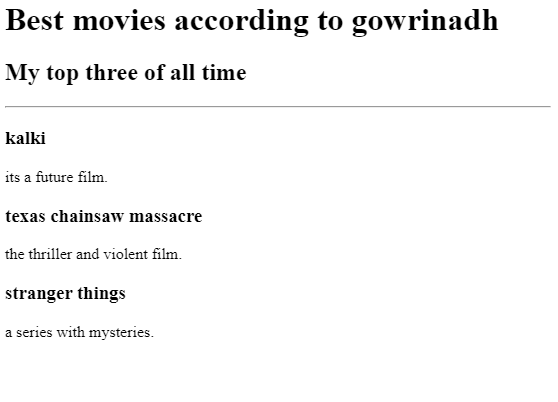 Best movies according to gowrinadh
My top three of all time
kalki
its a future film.
texas chainsaw massacre
the thriller and violent film.
stranger things
a series with mysteries.